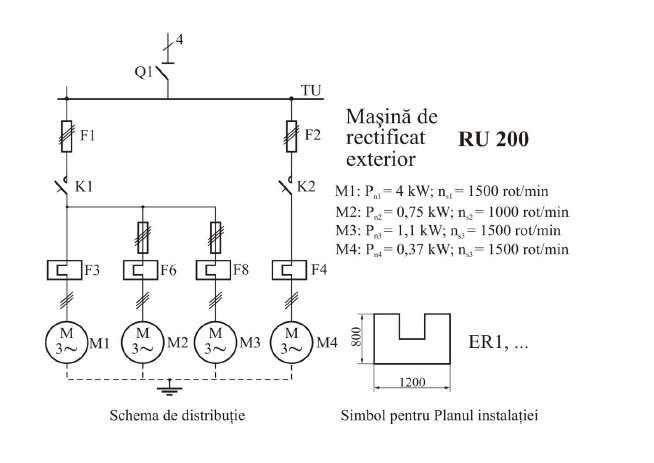 4
Q1
TU
F1
F2
K1
K2
F3
F6
F8
F4
M
3~
M1
M
3~
M2
M
3~
M3
M
3~
M4
Schema de distribuție
Mașină de
rectificat
exterior
RU 200
M1: Pn1 = 4 kW; ns1 = 1500 rot/min
M2: Pn2 = 0,75 kW; ns2 = 1000 rot/min
M3: Pn3 = 1,1 kW; ns3 = 1500 rot/min
M4: Pn4 = 0,37 kW; ns3 = 1500 rot/min
800
1200
ER1, ...
Simbol pentru Planul instalației